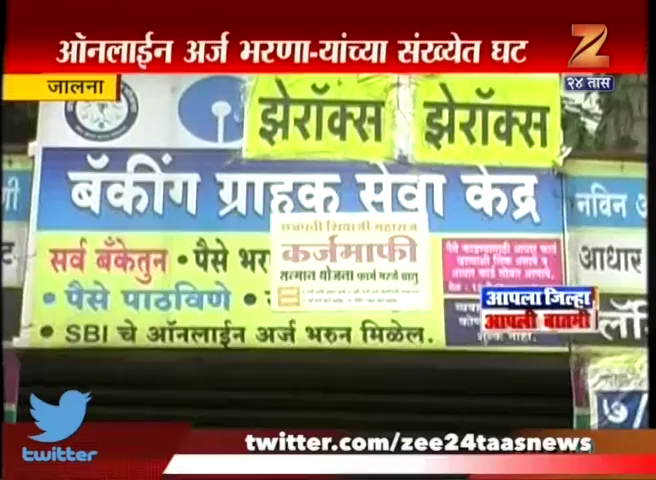 ऑनलाईन अर्ज भरणा-यांच्या संख्येत घट
जालना
२४ तास
झेरॉक्स झेरॉक्स
बॅकींग ग्राहक सेवा केंद्र
नविन
छत्रपती शिवाजी महाराज
कर्जमाफी
सन्मान योजना फार्म भरणे चालु
सर्व बँकेतुन • पैसे भर
• पैसे पाठविणे •
• SBI चे ऑनलाईन अर्ज भरुन मिळेल.
आधार
आपला जिल्हा
आपली बातमी
twitter
twitter.com/zee24taasnews